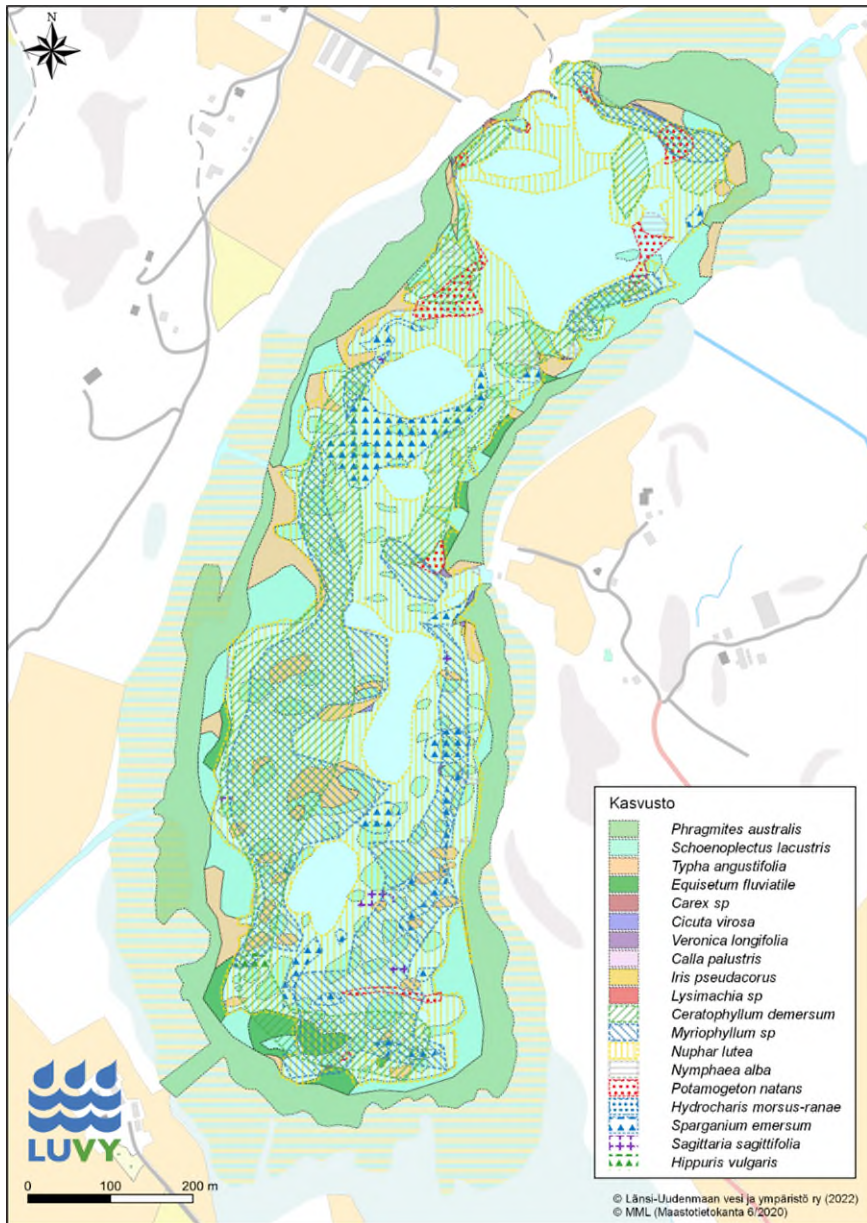 N
Kasvusto
Phragmites australis
Schoenoplectus lacustris
Typha angustifolia
Equisetum fluviatile
Carex sp
Cicuta virosa
Veronica longifolia
Calla palustris
Iris pseudacorus
Lysimachia sp
Ceratophyllum demersum
Myriophyllum sp
Nuphar lutea
Nymphaea alba
Potamogeton natans
Hydrocharis morsus-ranae
Sparganium emersum
Sagittaria sagittifolia
Hippuris vulgaris
LUVY
0 100 200 m
© Länsi-Uudenmaan vesi ja ympäristö ry (2022)
© MML (Maastotietokanta 6/2020)